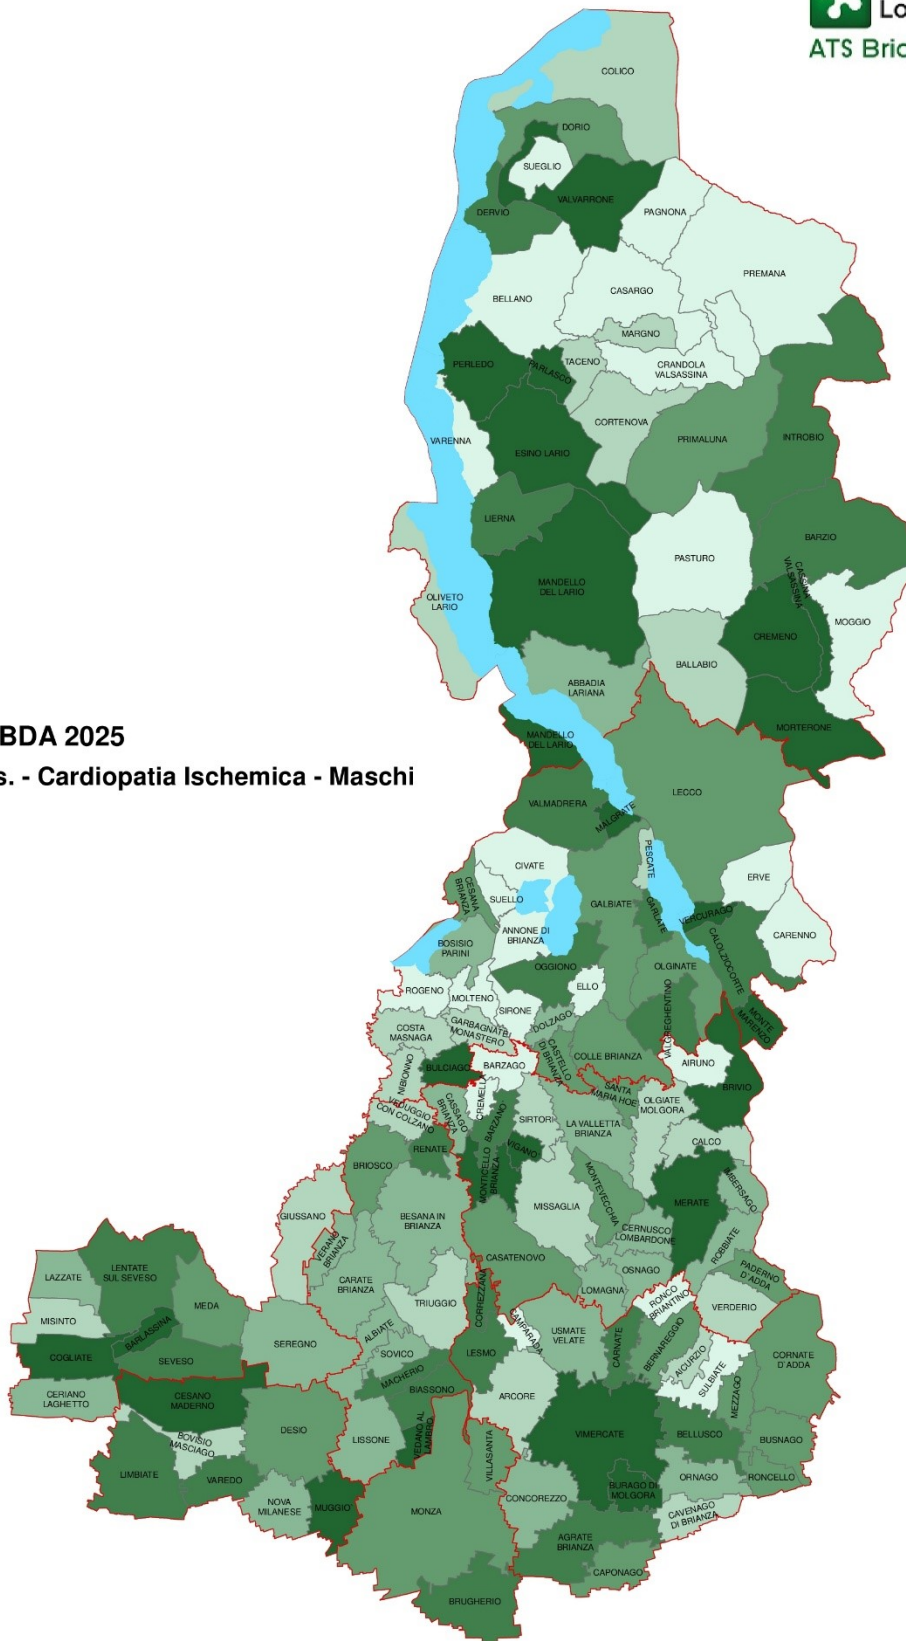 Lo
ATS Bric
COLICO
DORIO
SUEGLIO
VALVARRONE
DERVIO
PAGNONA
PREMANA
BELLANO
CASARGO
MARGNO
PERLEDO
PARLASCO
TACENO
CRANDOLA
VALSASSINA
CORTENOVA
VARENNA
ESINO LARIO
PRIMALUNA
INTROBIO
LIERNA
BARZIO
PASTURO
MANDELLO
DEL LARIO
CASSINA
VALSASSINA
OLIVETO
LARIO
CREMENO
MOGGIO
BALLABIO
ABBADIA
LARIANA
BDA 2025
s. - Cardiopatia Ischemica - Maschi
MORTERONE
MANDELLO
DEL LARIO
LECCO
VALMADRERA
MALGRATE
PESCATE
CIVATE
ERVE
CESANA
BRIANZA
SUELLO
GALBIATE
GARLATE
VERCURAGO
ANNONE DI
BRIANZA
CARENNO
BOSISIO
PARINI
CALOLZIOCORTE
OGGIONO
OLGINATE
ROGENO
MOLTENO
ELLO
SIRONE
VALGREGHENTINO
MONTE
MARENZO
DOLZAGO
COSTA
MASNAGA
GARBAGNATE
MONASTERO
CASTELLO
DI BRIANZA
COLLE BRIANZA
AIRUNO
NIBIONNO
BULCIAGO
BARZAGO
BRIVIO
CREMELLA
SANTA
MARIA HOE
OLGIATE
MOLGORA
VEDUGGIO
CON COLZANO
CASSAGO
BRIANZA
BARZANO
SIRTORI
LA VALLETTA
BRIANZA
CALCO
RENATE
VIGANO
BRIOSCO
MONTICELLO
BRIANZA
MONTEVECCHIA
IMBERSAGO
MERATE
GIUSSANO
BESANA IN
BRIANZA
MISSAGLIA
CERNUSCO
LOMBARDONE
ROBBIATE
VERANO
BRIANZA
CASATENOVO
OSNAGO
PADERNO
D'ADDA
LENTATE
SUL SEVESO
LAZZATE
CARATE
BRIANZA
LOMAGNA
TRIUGGIO
CORREZZANA
RONCO
BRIANTINO
MEDA
VERDERIO
MISINTO
BARLASSINA
ALBIATE
CAMPARADA
USMATE
VELATE
SEREGNO
CARNATE
BERNAREGGIO
SOVICO
LESMO
COGLIATE
SEVESO
AICURZIO
CORNATE
D'ADDA
MACHERIO
SULBIATE
CERIANO
LAGHETTO
CESANO
MADERNO
BIASSONO
ARCORE
MEZZAGO
DESIO
VEDANO AL
LAMBRO
VIMERCATE
BELLUSCO
BUSNAGO
BOVISIO
MASCIAGO
LISSONE
VILLASANTA
LIMBIATE
VAREDO
ORNAGO
RONCELLO
BURAGO DI
MOLGORA
NOVA
MILANESE
MUGGIO'
MONZA
CONCOREZZO
CAVENAGO
DI BRIANZA
AGRATE
BRIANZA
CAPONAGO
BRUGHERIO